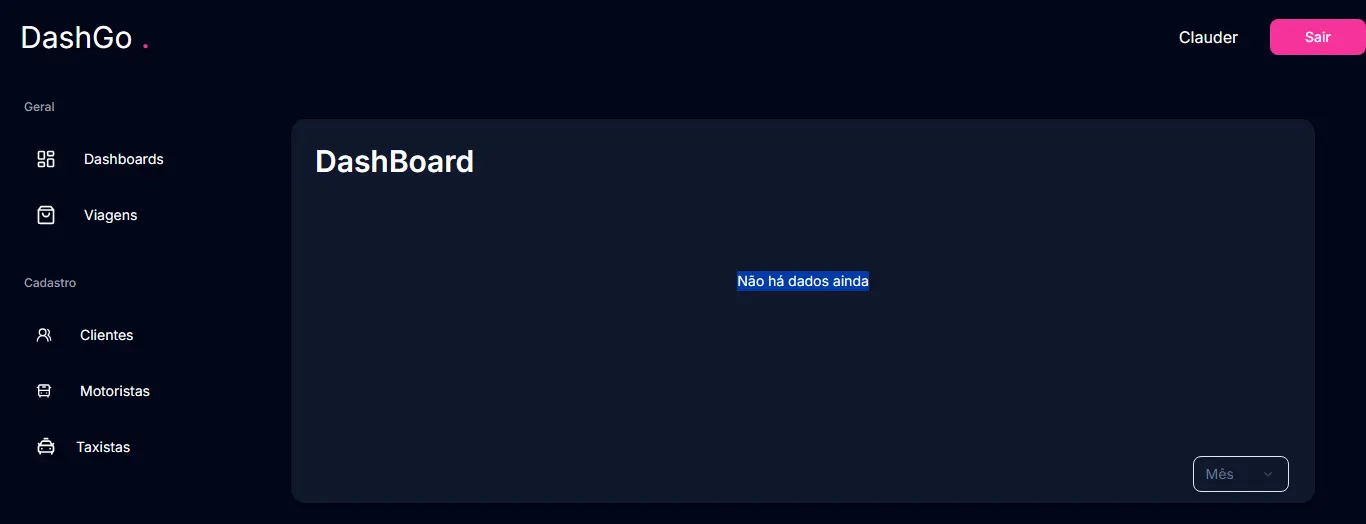 DashGo .
Clauder
Sair
Geral
Dashboards
Viagens
Cadastro
Clientes
Motoristas
Taxistas
DashBoard
Não há dados ainda
Mês